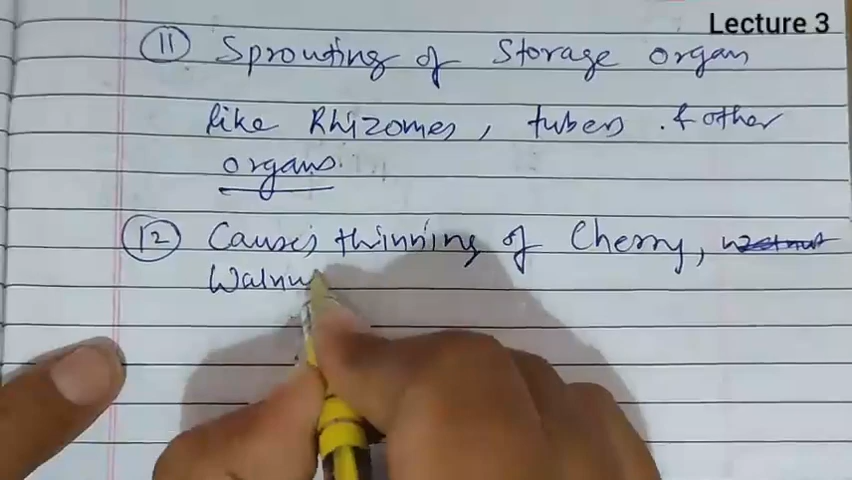 Lecture 3
11 Sprouting of Storage organ
like Rhizomes, tubers & other
organs.
12 Causes thinning of Cherry,
Walnu